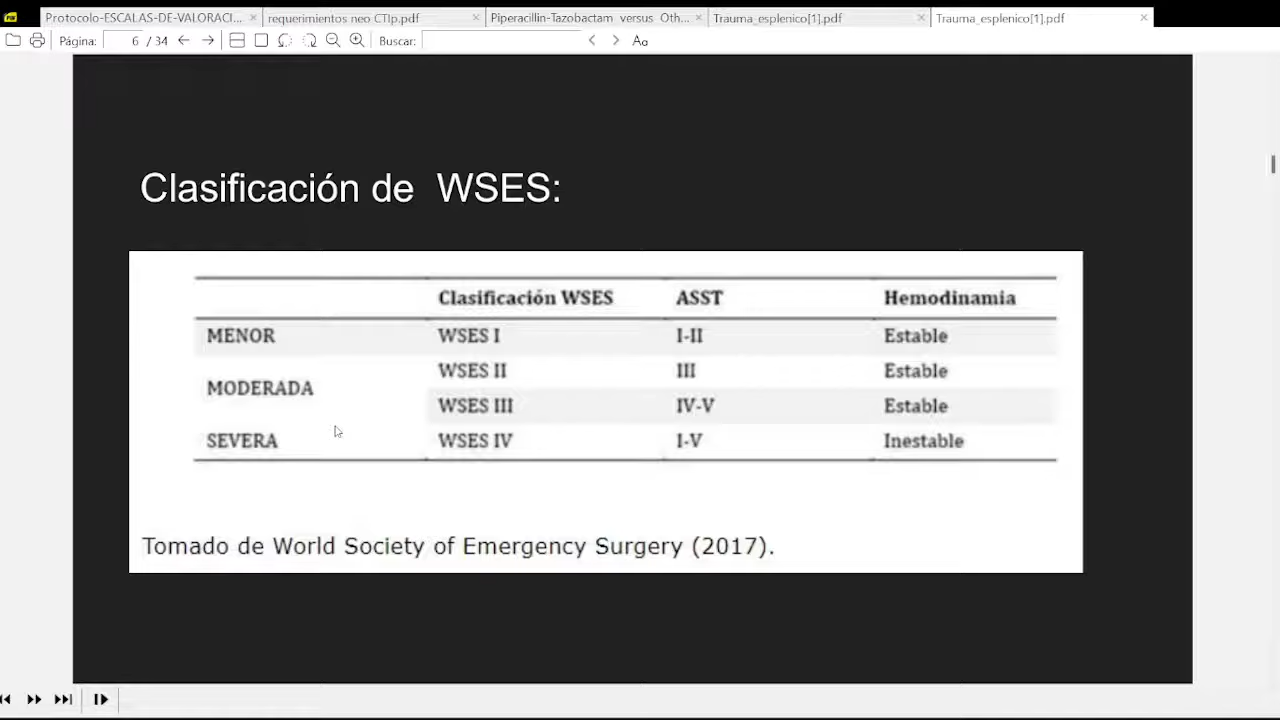 Protocolo-ESCALAS-DE-VALORACI... requerimientos neo CTIp.pdf Piperacillin-Tazobactam versus Oth... Trauma_esplenico[1].pdf Trauma_esplenico[1].pdf
Página: 6 / 34 Buscar: Aa
Clasificación de WSES:
Clasificación WSES ASST Hemodinamia
MENOR WSES I I-II Estable
WSES II III Estable
MODERADA
WSES III IV-V Estable
SEVERA WSES IV I-V Inestable
Tomado de World Society of Emergency Surgery (2017).